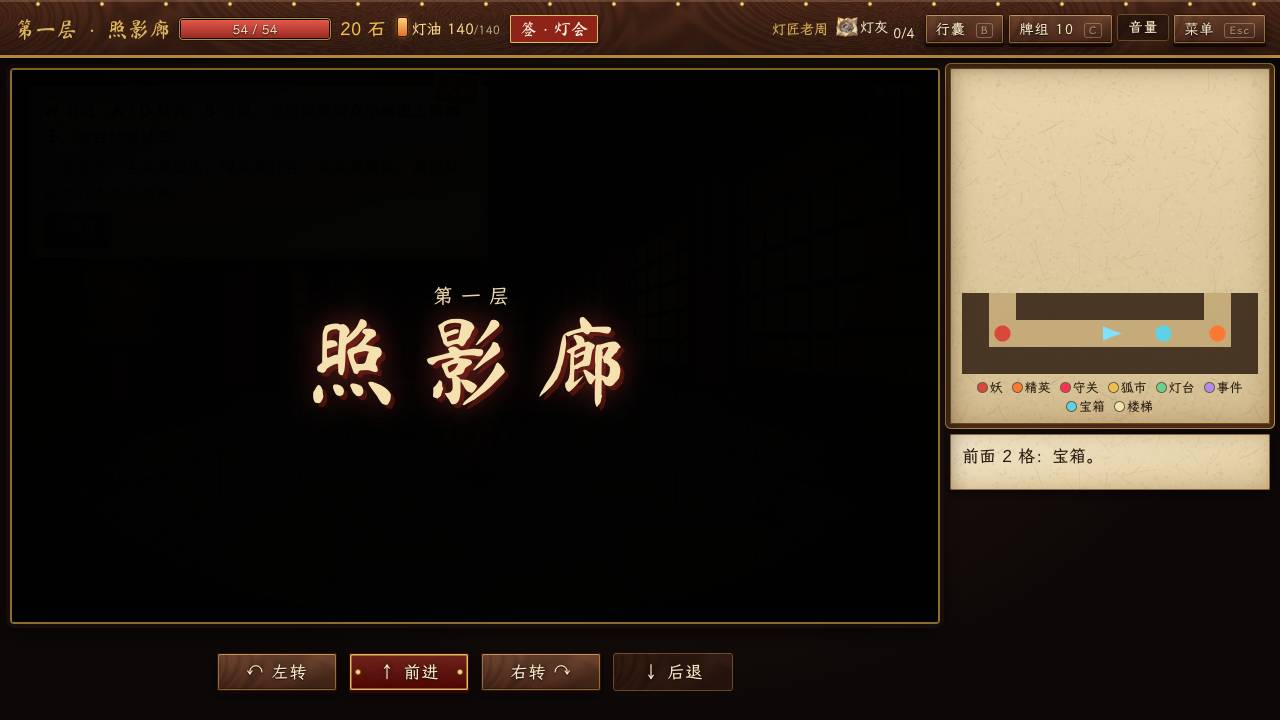 第一层 · 照影廊
54 / 54
20 石
灯油 140/140
签 · 灯会
灯匠老周
灯灰 0/4
行囊 B
牌组 10 C
音量
菜单 Esc
第一层
照影廊
妖 精英 守关 狐市 灯台 事件
宝箱 楼梯
前面 2 格：宝箱。
↶ 左转
↑ 前进
右转 ↷
↓ 后退